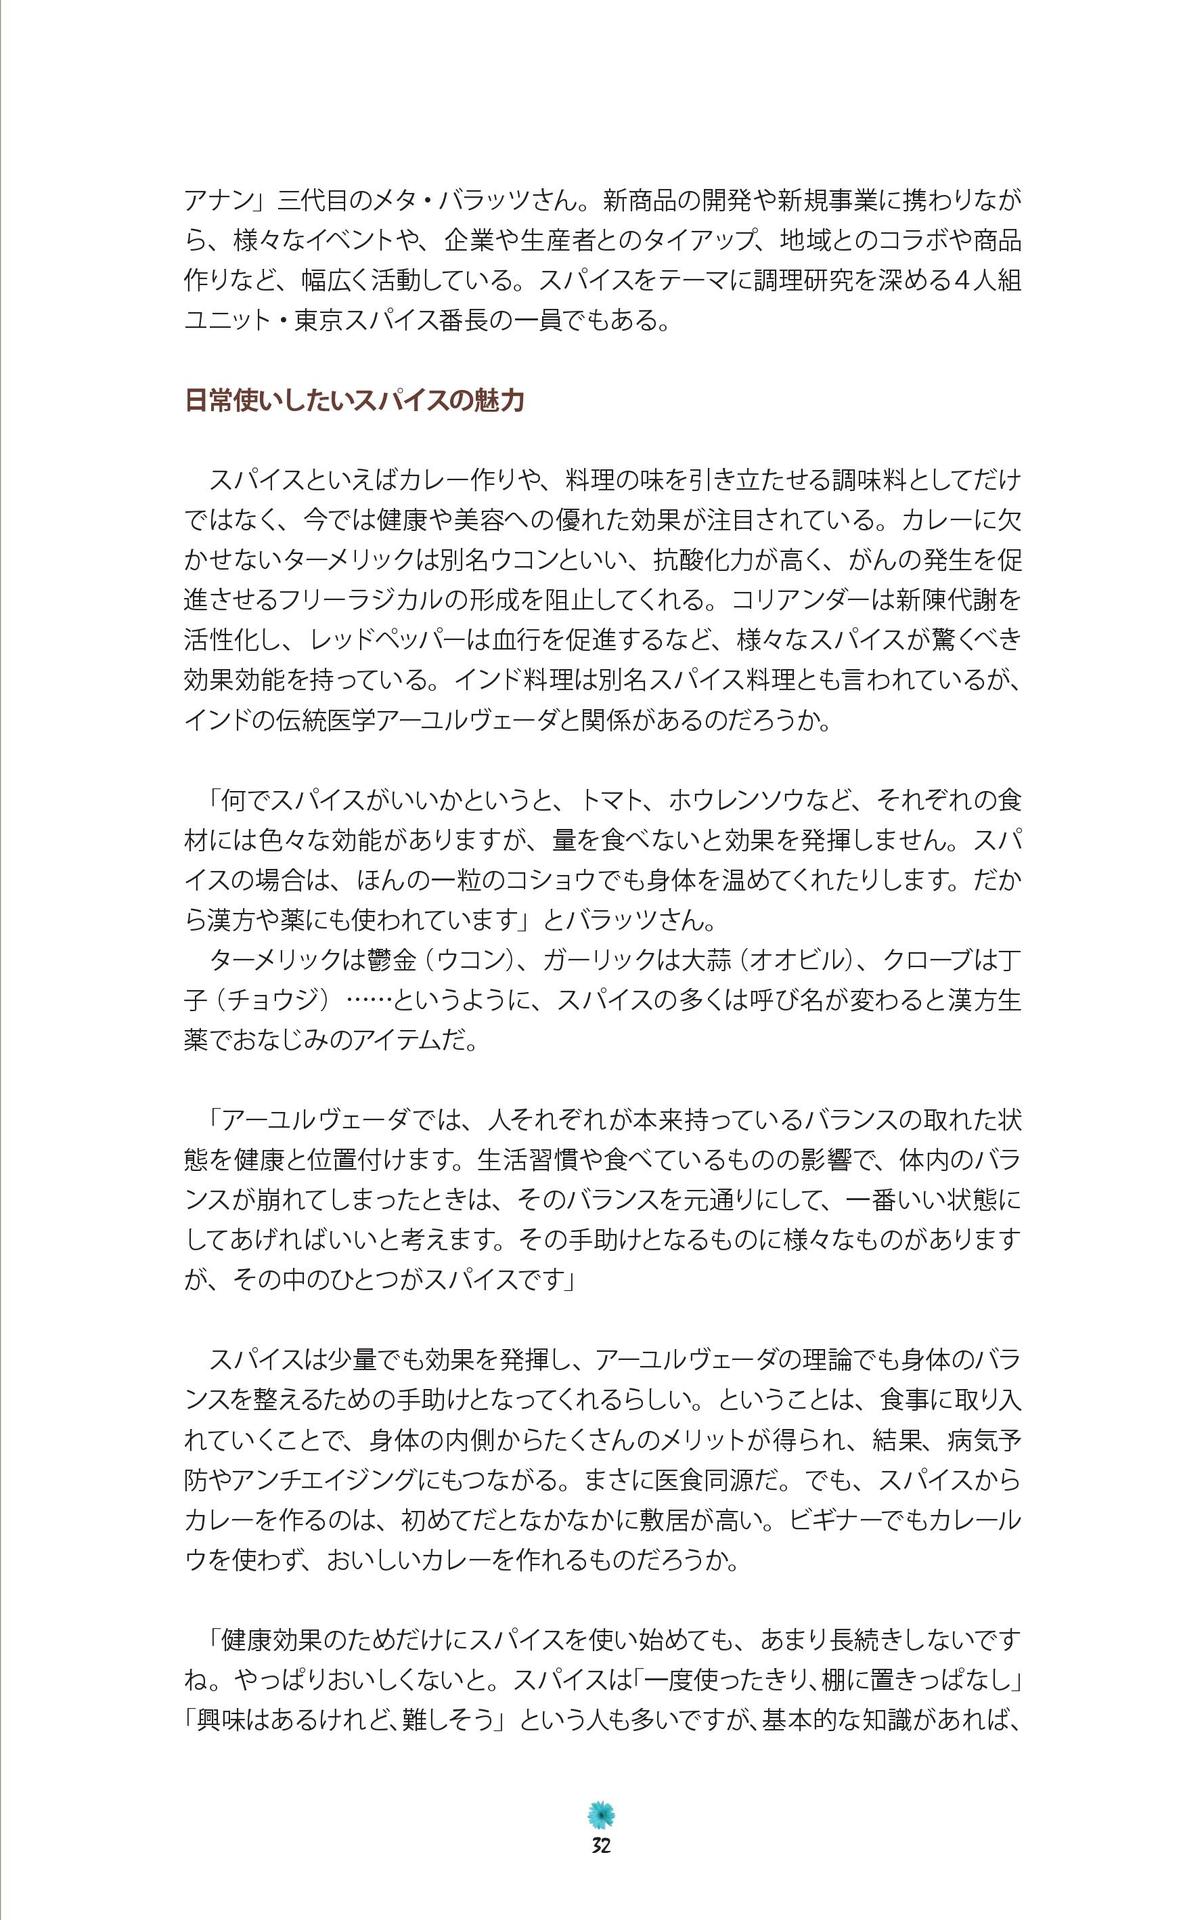 アナン」三代目のメタ・バラッツさん。新商品の開発や新規事業に携わりなが
ら、様々なイベントや、企業や生産者とのタイアップ、地域とのコラボや商品
作りなど、幅広く活動している。スパイスをテーマに調理研究を深める４人組
ユニット・東京スパイス番長の一員でもある。
日常使いしたいスパイスの魅力
　スパイスといえばカレー作りや、料理の味を引き立たせる調味料としてだけ
ではなく、今では健康や美容への優れた効果が注目されている。カレーに欠
かせないターメリックは別名ウコンといい、抗酸化力が高く、がんの発生を促
進させるフリーラジカルの形成を阻止してくれる。コリアンダーは新陳代謝を
活性化し、レッドペッパーは血行を促進するなど、様々なスパイスが驚くべき
効果効能を持っている。インド料理は別名スパイス料理とも言われているが、
インドの伝統医学アーユルヴェーダと関係があるのだろうか。
「何でスパイスがいいかというと、トマト、ホウレンソウなど、それぞれの食
材には色々な効能がありますが、量を食べないと効果を発揮しません。スパ
イスの場合は、ほんの一粒のコショウでも身体を温めてくれたりします。だか
ら漢方や薬にも使われています」とバラッツさん。
　ターメリックは鬱金（ウコン）、ガーリックは大蒜（オオビル）、クローブは丁
子（チョウジ）……というように、スパイスの多くは呼び名が変わると漢方生
薬でおなじみのアイテムだ。
「アーユルヴェーダでは、人それぞれが本来持っているバランスの取れた状
態を健康と位置付けます。生活習慣や食べているものの影響で、体内のバラ
ンスが崩れてしまったときは、そのバランスを元通りにして、一番いい状態に
してあげればいいと考えます。その手助けとなるものに様々なものがあります
が、その中のひとつがスパイスです」
　スパイスは少量でも効果を発揮し、アーユルヴェーダの理論でも身体のバラ
ンスを整えるための手助けとなってくれるらしい。ということは、食事に取り入
れていくことで、身体の内側からたくさんのメリットが得られ、結果、病気予
防やアンチエイジングにもつながる。まさに医食同源だ。でも、スパイスから
カレーを作るのは、初めてだとなかなかに敷居が高い。ビギナーでもカレール
ウを使わず、おいしいカレーを作れるものだろうか。
「健康効果のためだけにスパイスを使い始めても、あまり長続きしないです
ね。やっぱりおいしくないと。スパイスは「一度使ったきり、棚に置きっぱなし」
「興味はあるけれど、難しそう」という人も多いですが、基本的な知識があれば、
32